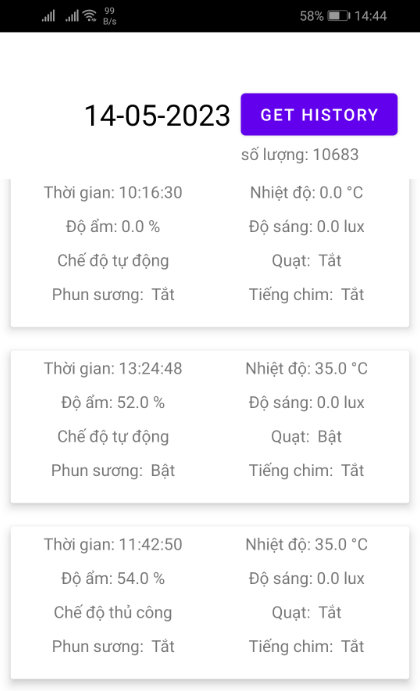 99 B/s 58% 14:44
14-05-2023 GET HISTORY
số lượng: 10683
Thời gian: 10:16:30 Nhiệt độ: 0.0 °C
Độ ẩm: 0.0 % Độ sáng: 0.0 lux
Chế độ tự động Quạt: Tắt
Phun sương: Tắt Tiếng chim: Tắt
Thời gian: 13:24:48 Nhiệt độ: 35.0 °C
Độ ẩm: 52.0 % Độ sáng: 0.0 lux
Chế độ tự động Quạt: Bật
Phun sương: Bật Tiếng chim: Tắt
Thời gian: 11:42:50 Nhiệt độ: 35.0 °C
Độ ẩm: 54.0 % Độ sáng: 0.0 lux
Chế độ thủ công Quạt: Tắt
Phun sương: Tắt Tiếng chim: Tắt